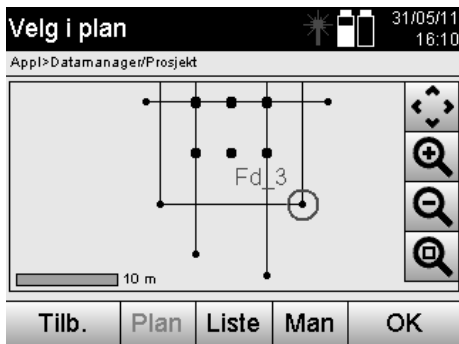 Velg i plan
31/05/11
16:10
Appl>Datamanager/Prosjekt
Fd_3
10 m
Tilb. Plan Liste Man OK